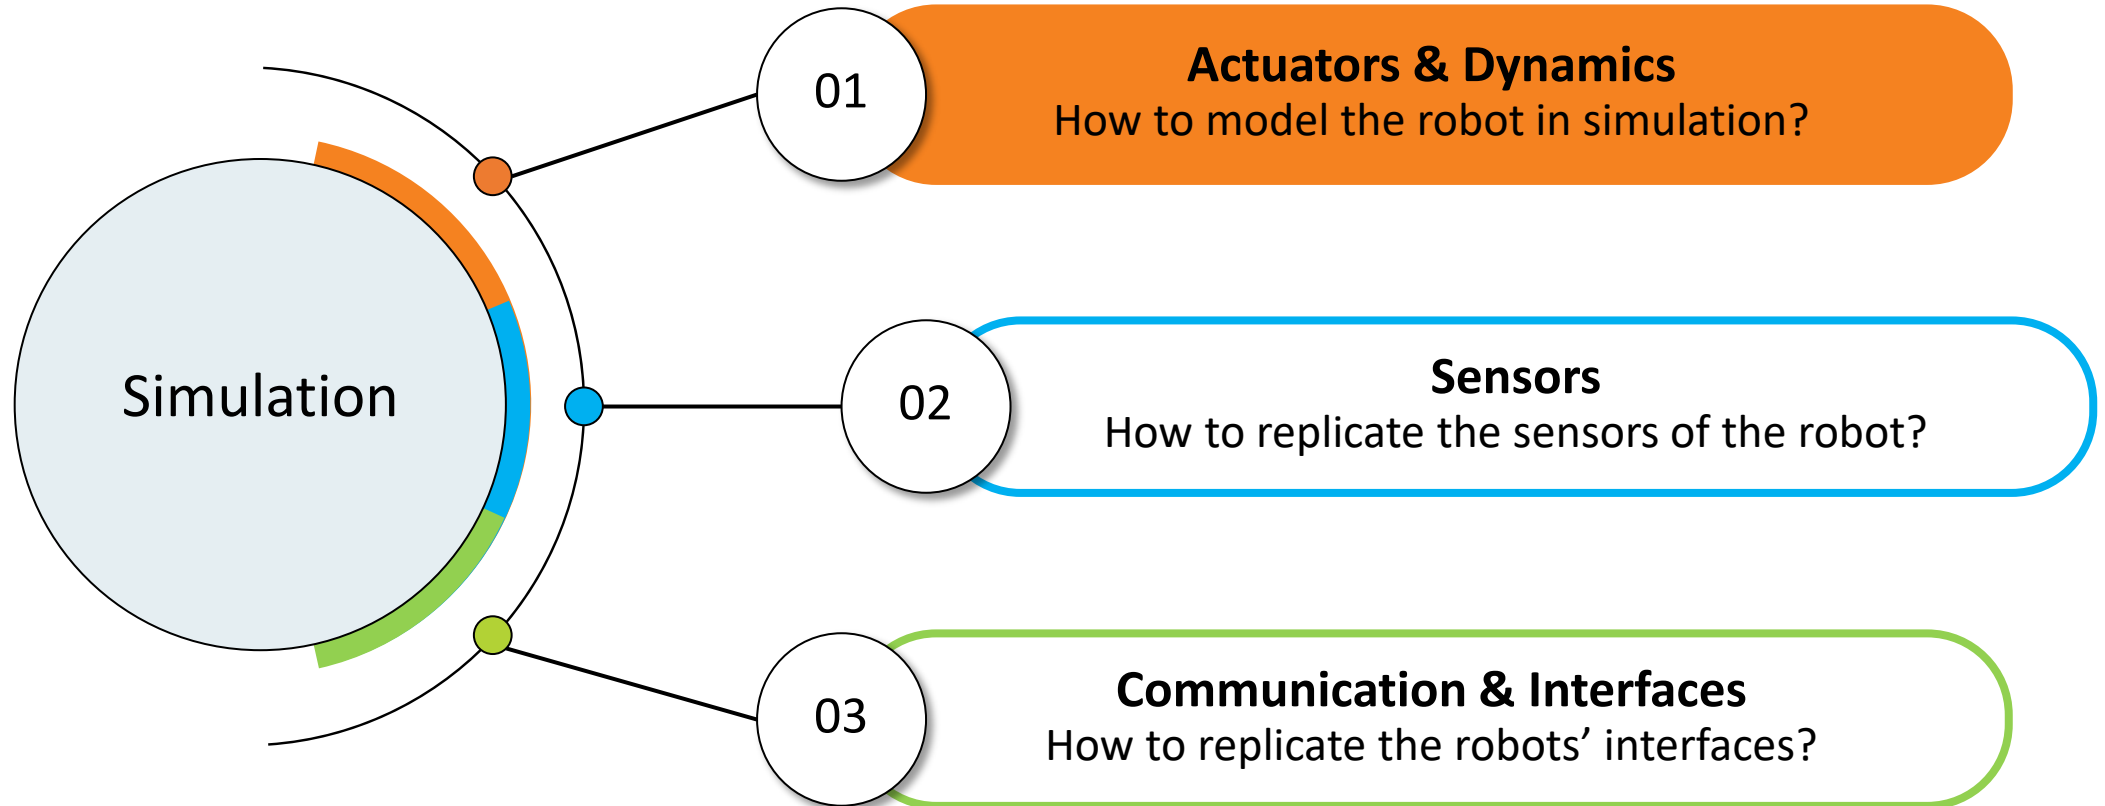 Simulation
01
Actuators & Dynamics
How to model the robot in simulation?
02
Sensors
How to replicate the sensors of the robot?
03
Communication & Interfaces
How to replicate the robots’ interfaces?